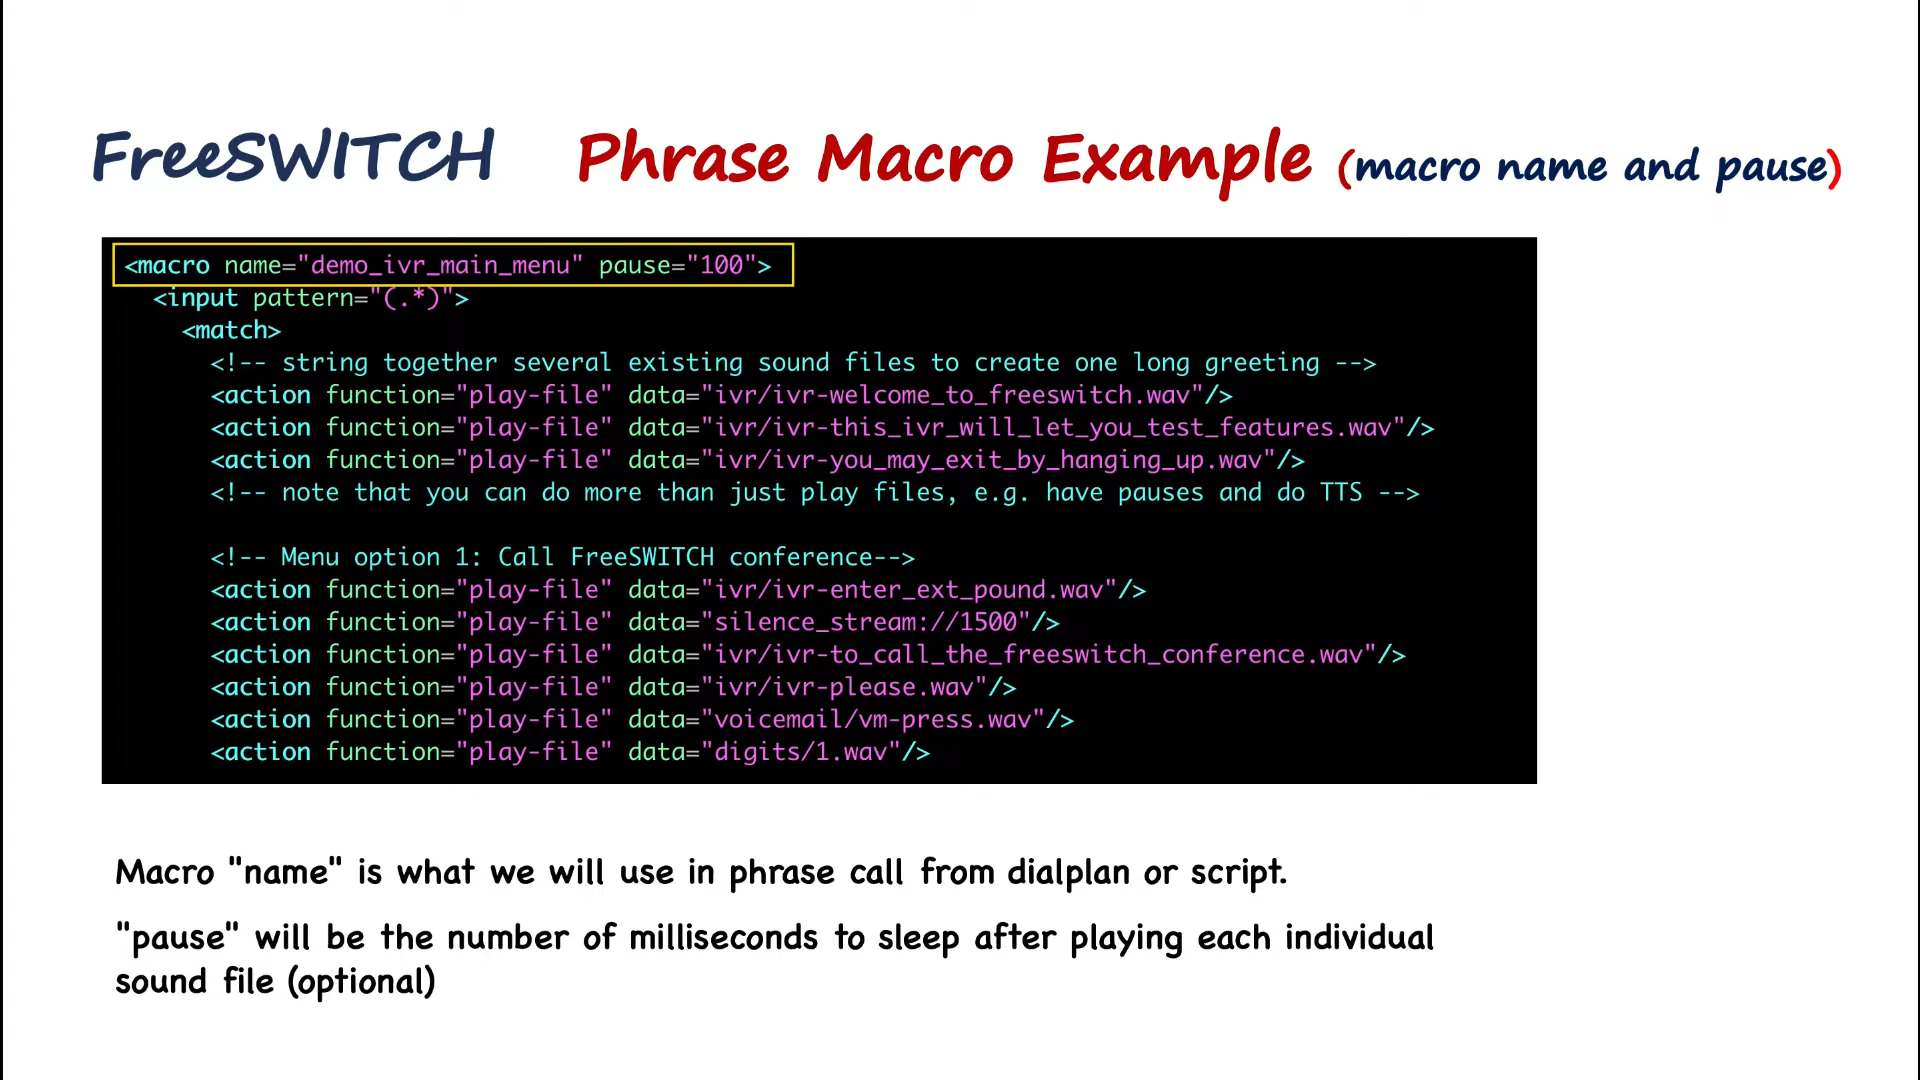 FreeSWITCH Phrase Macro Example (macro name and pause)
<macro name="demo_ivr_main_menu" pause="100">
<input pattern="(.*)">
<match>
<!-- string together several existing sound files to create one long greeting -->
<action function="play-file" data="ivr/ivr-welcome_to_freeswitch.wav"/>
<action function="play-file" data="ivr/ivr-this_ivr_will_let_you_test_features.wav"/>
<action function="play-file" data="ivr/ivr-you_may_exit_by_hanging_up.wav"/>
<!-- note that you can do more than just play files, e.g. have pauses and do TTS -->
<!-- Menu option 1: Call FreeSWITCH conference-->
<action function="play-file" data="ivr/ivr-enter_ext_pound.wav"/>
<action function="play-file" data="silence_stream://1500"/>
<action function="play-file" data="ivr/ivr-to_call_the_freeswitch_conference.wav"/>
<action function="play-file" data="ivr/ivr-please.wav"/>
<action function="play-file" data="voicemail/vm-press.wav"/>
<action function="play-file" data="digits/1.wav"/>
Macro "name" is what we will use in phrase call from dialplan or script.
"pause" will be the number of milliseconds to sleep after playing each individual
sound file (optional)